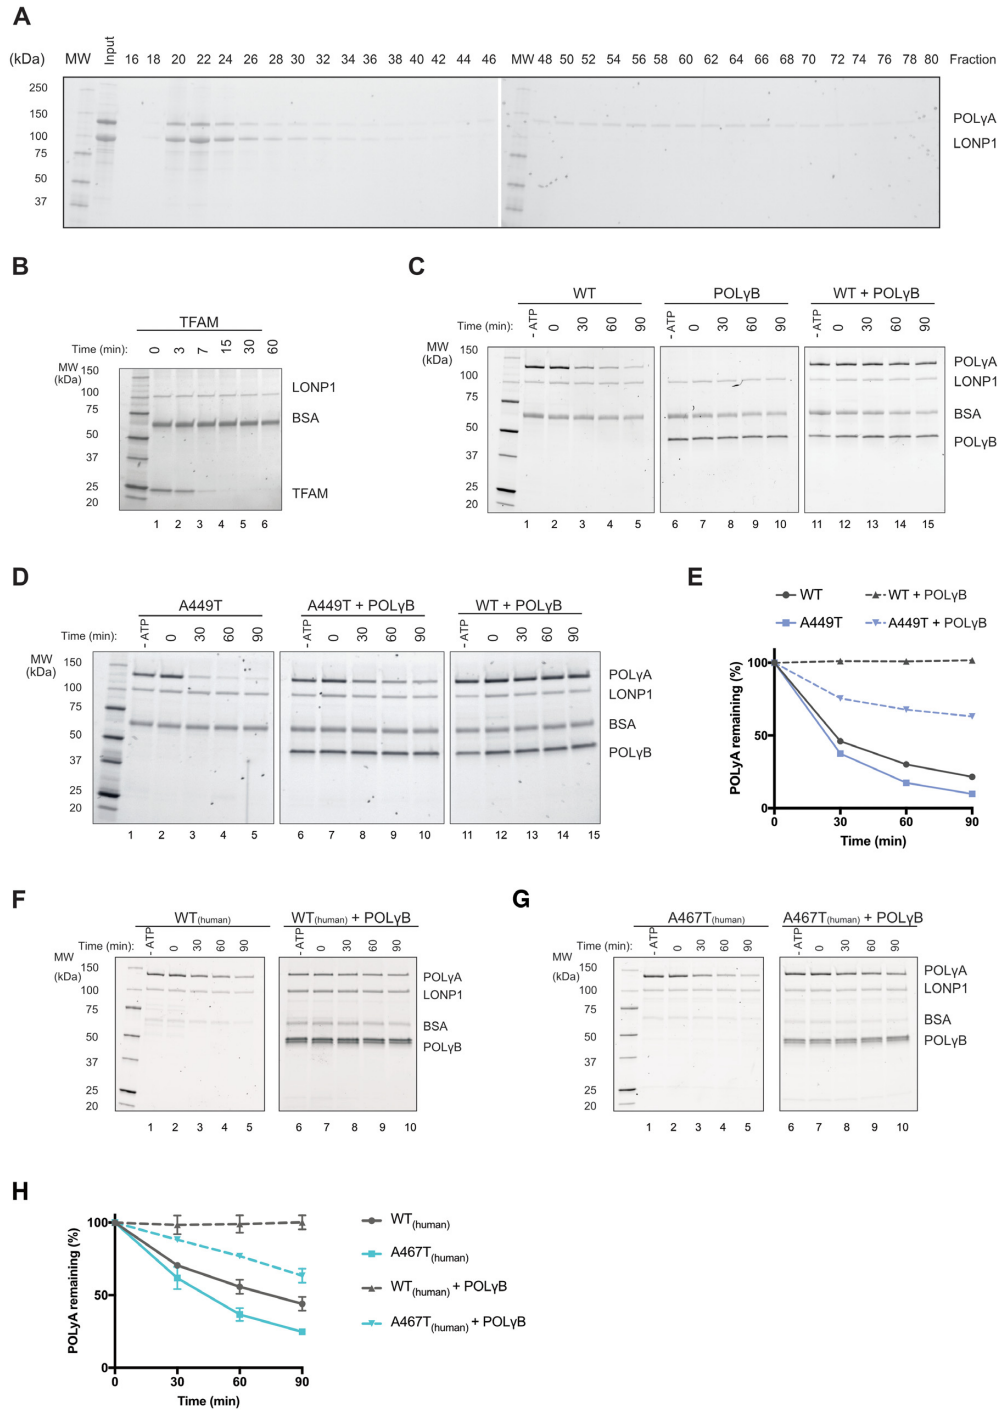 A
(kDa) MW Input 16 18 20 22 24 26 28 30 32 34 36 38 40 42 44 46 MW 48 50 52 54 56 58 60 62 64 66 68 70 72 74 76 78 80 Fraction
250
150
100
75
50
37
POLγA
LONP1
B
TFAM
Time (min): 0 3 7 15 30 60
MW
(kDa)
150
100
75
50
37
25
20
LONP1
BSA
TFAM
1 2 3 4 5 6
C
WT POLγB WT + POLγB
Time (min): - ATP 0 30 60 90 - ATP 0 30 60 90 - ATP 0 30 60 90
MW
(kDa)
150
100
75
50
37
25
20
POLγA
LONP1
BSA
POLγB
1 2 3 4 5 6 7 8 9 10 11 12 13 14 15
D
A449T A449T + POLγB WT + POLγB
Time (min): - ATP 0 30 60 90 - ATP 0 30 60 90 - ATP 0 30 60 90
MW
(kDa)
150
100
75
50
37
25
20
POLγA
LONP1
BSA
POLγB
1 2 3 4 5 6 7 8 9 10 11 12 13 14 15
E
WT WT + POLγB
A449T A449T + POLγB
POLyA remaining (%)
100
50
0
0 30 60 90
Time (min)
F
WT(human) WT(human) + POLγB
Time (min): - ATP 0 30 60 90 - ATP 0 30 60 90
MW
(kDa)
150
100
75
50
37
25
20
POLγA
LONP1
BSA
POLγB
1 2 3 4 5 6 7 8 9 10
G
A467T(human) A467T(human) + POLγB
Time (min): - ATP 0 30 60 90 - ATP 0 30 60 90
MW
(kDa)
150
100
75
50
37
25
20
POLγA
LONP1
BSA
POLγB
1 2 3 4 5 6 7 8 9 10
H
POLyA remaining (%)
100
50
0
0 30 60 90
Time (min)
WT(human)
A467T(human)
WT(human) + POLγB
A467T(human) + POLγB